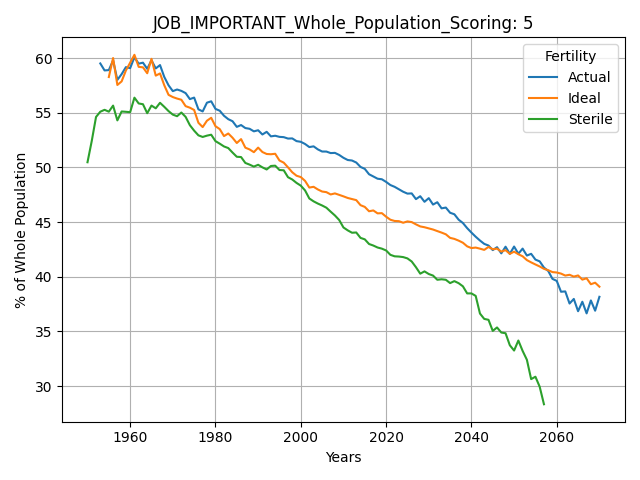 JOB_IMPORTANT_Whole_Population_Scoring: 5
Fertility
Actual
Ideal
Sterile
% of Whole Population
60
55
50
45
40
35
30
1960
1980
2000
2020
2040
2060
Years